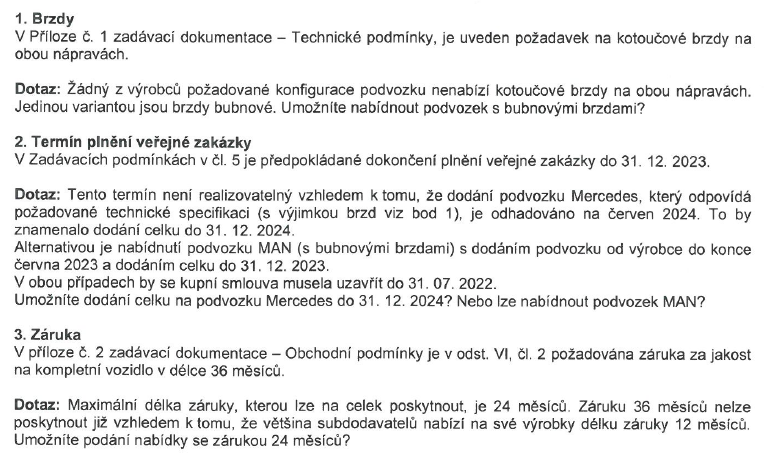 1. Brzdy
V Příloze č. 1 zadávací dokumentace – Technické podmínky, je uveden požadavek na kotoučové brzdy na
obou nápravách.
Dotaz: Žádný z výrobců požadované konfigurace podvozku nenabízí kotoučové brzdy na obou nápravách.
Jedinou variantou jsou brzdy bubnové. Umožníte nabídnout podvozek s bubnovými brzdami?
2. Termín plnění veřejné zakázky
V Zadávacích podmínkách v čl. 5 je předpokládané dokončení plnění veřejné zakázky do 31. 12. 2023.
Dotaz: Tento termín není realizovatelný vzhledem k tomu, že dodání podvozku Mercedes, který odpovídá
požadované technické specifikaci (s výjimkou brzd viz bod 1), je odhadováno na červen 2024. To by
znamenalo dodání celku do 31. 12. 2024.
Alternativou je nabídnutí podvozku MAN (s bubnovými brzdami) s dodáním podvozku od výrobce do konce
června 2023 a dodáním celku do 31. 12. 2023.
V obou případech by se kupní smlouva musela uzavřít do 31. 07. 2022.
Umožníte dodání celku na podvozku Mercedes do 31. 12. 2024? Nebo lze nabídnout podvozek MAN?
3. Záruka
V příloze č. 2 zadávací dokumentace – Obchodní podmínky je v odst. VI, čl. 2 požadována záruka za jakost
na kompletní vozidlo v délce 36 měsíců.
Dotaz: Maximální délka záruky, kterou lze na celek poskytnout, je 24 měsíců. Záruku 36 měsíců nelze
poskytnout již vzhledem k tomu, že většina subdodavatelů nabízí na své výrobky délku záruky 12 měsíců.
Umožníte podání nabídky se zárukou 24 měsíců?